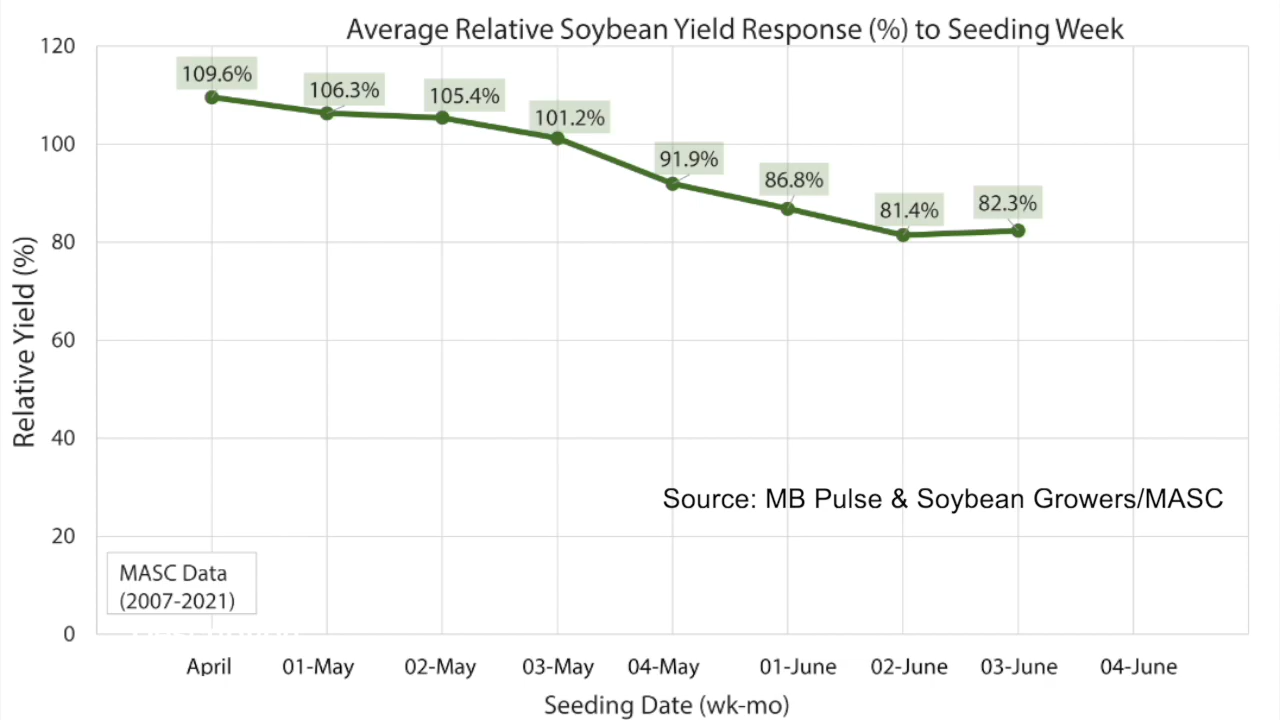 Average Relative Soybean Yield Response (%) to Seeding Week
120
100
80
60
40
20
0
Relative Yield (%)
109.6%
106.3%
105.4%
101.2%
91.9%
86.8%
81.4%
82.3%
Source: MB Pulse & Soybean Growers/MASC
MASC Data
(2007-2021)
April 01-May 02-May 03-May 04-May 01-June 02-June 03-June 04-June
Seeding Date (wk-mo)